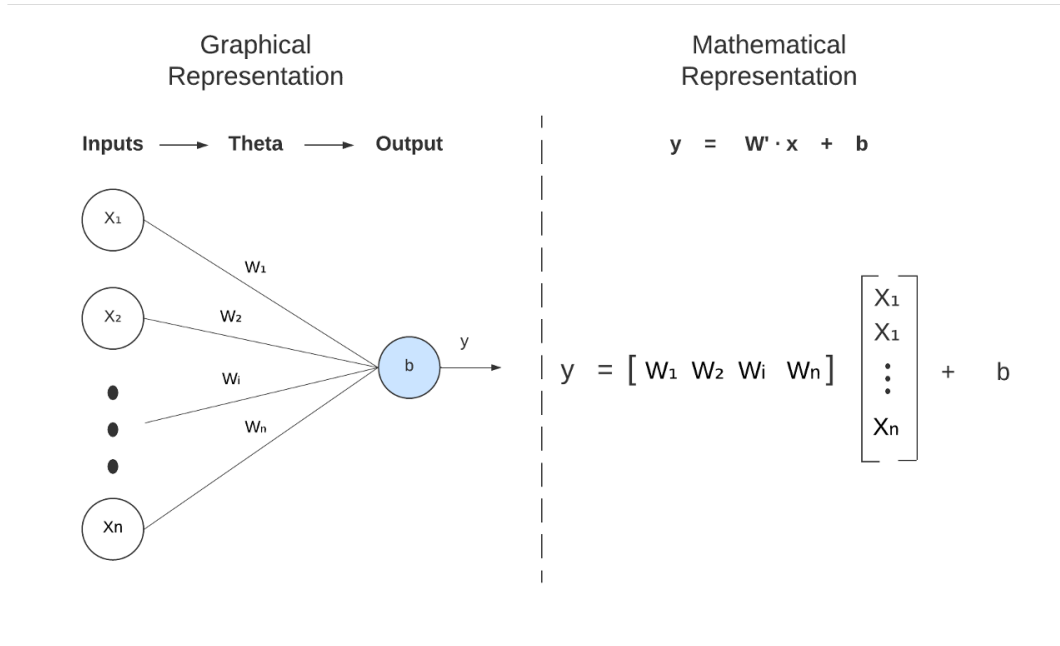 Graphical
Representation
Inputs Theta Output
X₁
W₁
X₂
W₂
Wi
Wn
Xn
b
y
Mathematical
Representation
y = W' · x + b
y = [ W₁ W₂ Wi Wn ]
X₁
X₁
⋮
Xn
+ b